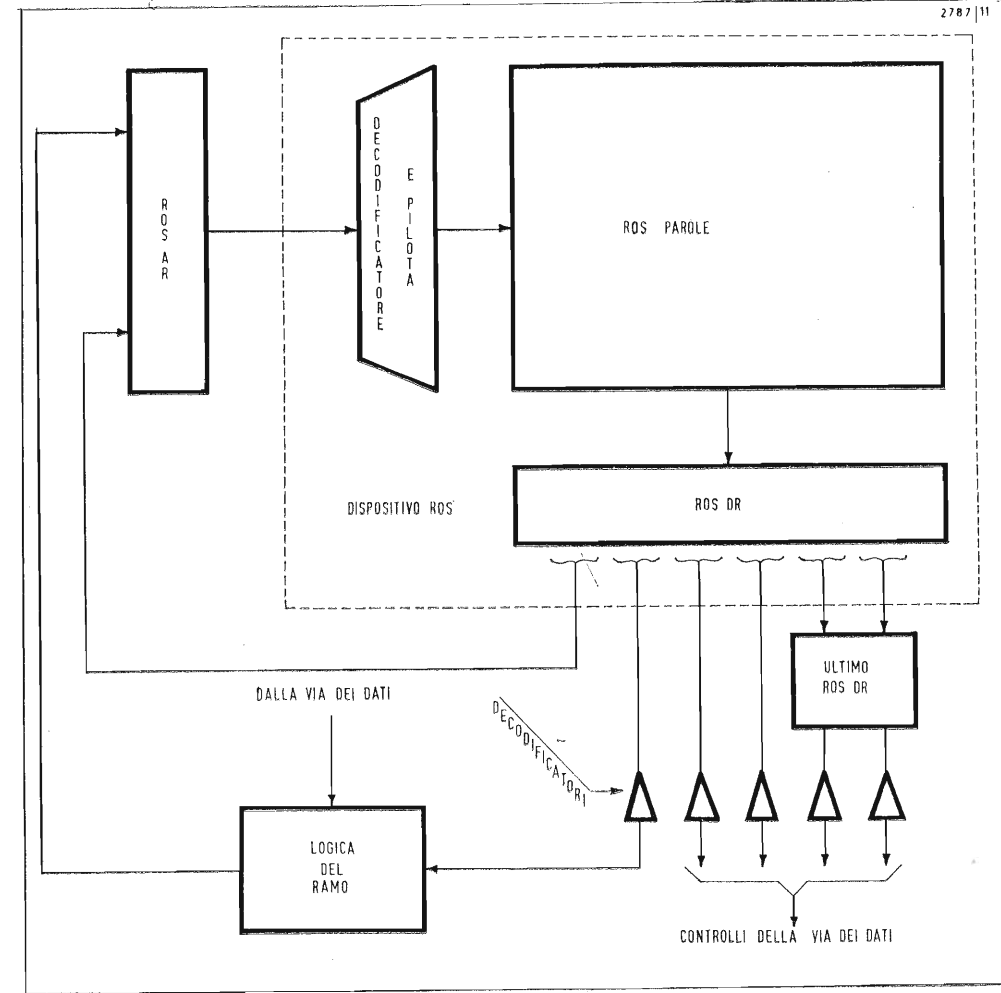 2787 11
ROS AR
DECODIFICATORE
E PILOTA
ROS PAROLE
DISPOSITIVO ROS
ROS DR
ULTIMO
ROS DR
DALLA VIA DEI DATI
DECODIFICATORI
LOGICA
DEL
RAMO
CONTROLLI DELLA VIA DEI DATI